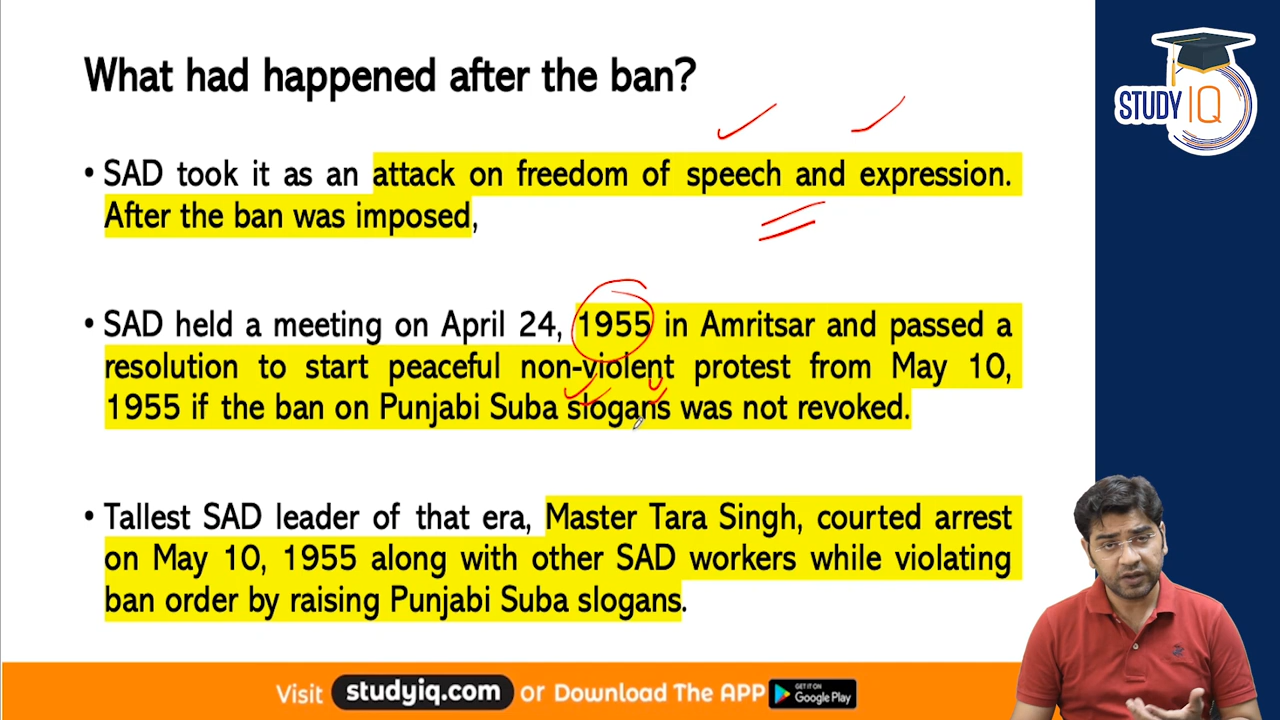 What had happened after the ban?
STUDY IQ
• SAD took it as an attack on freedom of speech and expression.
After the ban was imposed,
• SAD held a meeting on April 24, 1955 in Amritsar and passed a
resolution to start peaceful non-violent protest from May 10,
1955 if the ban on Punjabi Suba slogans was not revoked.
• Tallest SAD leader of that era, Master Tara Singh, courted arrest
on May 10, 1955 along with other SAD workers while violating
ban order by raising Punjabi Suba slogans.
Visit studyiq.com or Download The APP GET IT ON Google Play